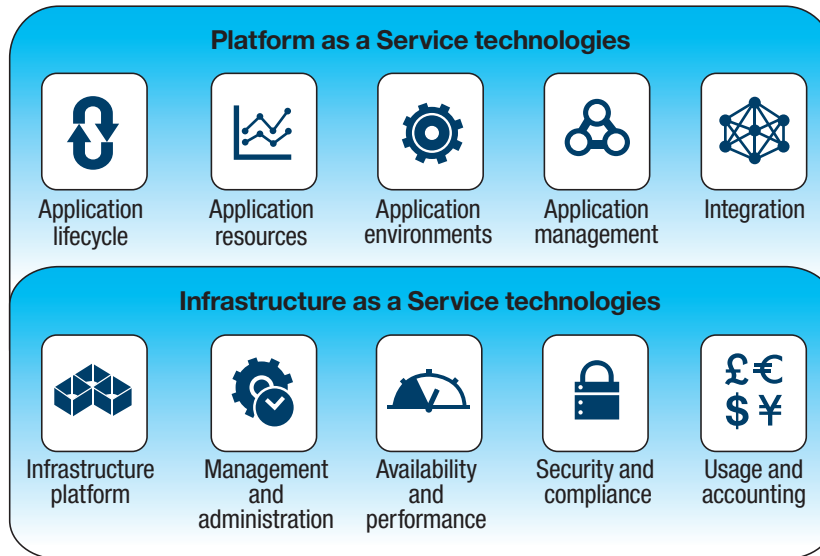 Platform as a Service technologies
Application
lifecycle
Application
resources
Application
environments
Application
management
Integration
Infrastructure as a Service technologies
Infrastructure
platform
Management
and
administration
Availability
and
performance
Security and
compliance
£ €
$ ¥
Usage and
accounting